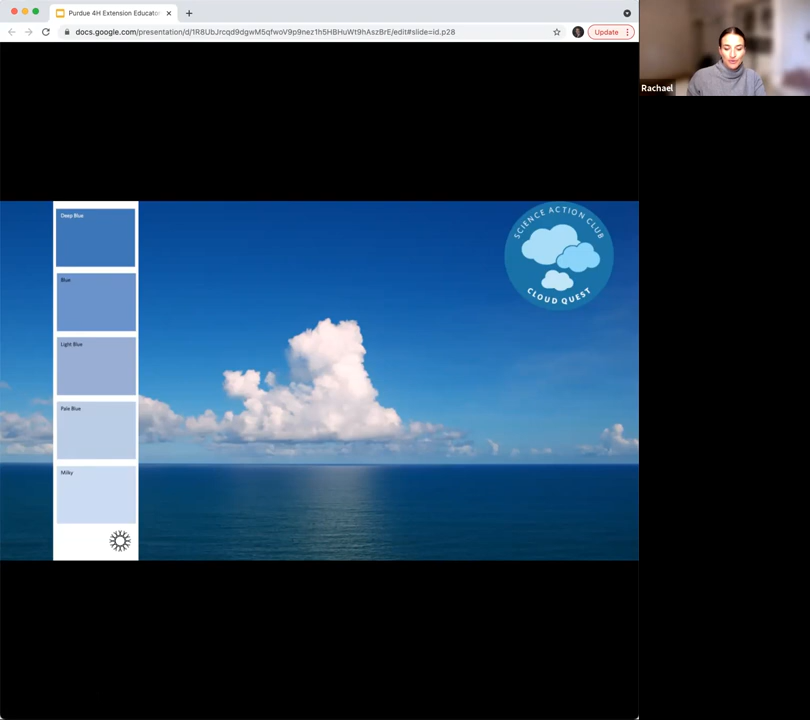 Purdue 4H Extension Educator
docs.google.com/presentation/d/1R8UbJrcqd9dgwM5qfwoV9p9nez1h5HBHuWt9hAszBrE/edit#slide=id.p28
Update
Rachael
Deep Blue
SCIENCE ACTION CLUB
CLOUD QUEST
Blue
Light Blue
Pale Blue
Milky